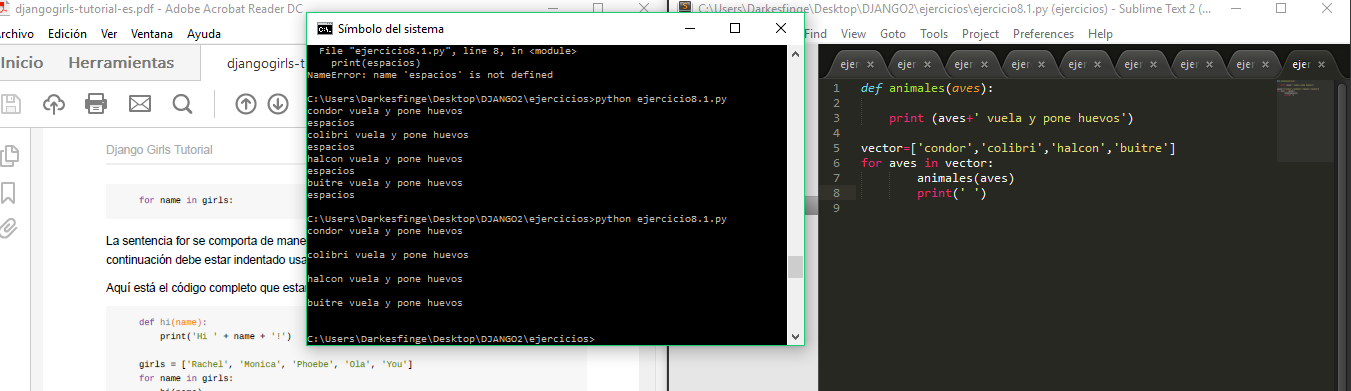 djangogirls-tutorial-es.pdf - Adobe Acrobat Reader DC
Archivo Edición Ver Ventana Ayuda
Inicio Herramientas djangogirls-t
Django Girls Tutorial
for name in girls:
La sentencia for se comporta de mane
continuación debe estar indentado usa
Aquí está el código completo que estar
def hi(name):
print('Hi ' + name + '!')
girls = ['Rachel', 'Monica', 'Phoebe', 'Ola', 'You']
for name in girls:
Símbolo del sistema
File "ejercicio8.1.py", line 8, in <module>
print(espacios)
NameError: name 'espacios' is not defined
C:\Users\Darkesfinge\Desktop\DJANGO2\ejercicios>python ejercicio8.1.py
condor vuela y pone huevos
espacios
colibri vuela y pone huevos
espacios
halcon vuela y pone huevos
espacios
buitre vuela y pone huevos
espacios
C:\Users\Darkesfinge\Desktop\DJANGO2\ejercicios>python ejercicio8.1.py
condor vuela y pone huevos
colibri vuela y pone huevos
halcon vuela y pone huevos
buitre vuela y pone huevos
C:\Users\Darkesfinge\Desktop\DJANGO2\ejercicios>
C:\Users\Darkesfinge\Desktop\DJANGO2\ejercicios\ejercicio8.1.py (ejercicios) - Sublime Text 2 (...
Find View Goto Tools Project Preferences Help
ejer ejer ejer ejer ejer ejer ejer ejer ejer
1 def animales(aves):
2
3 print (aves+' vuela y pone huevos')
4
5 vector=['condor','colibri','halcon','buitre']
6 for aves in vector:
7 animales(aves)
8 print(' ')
9